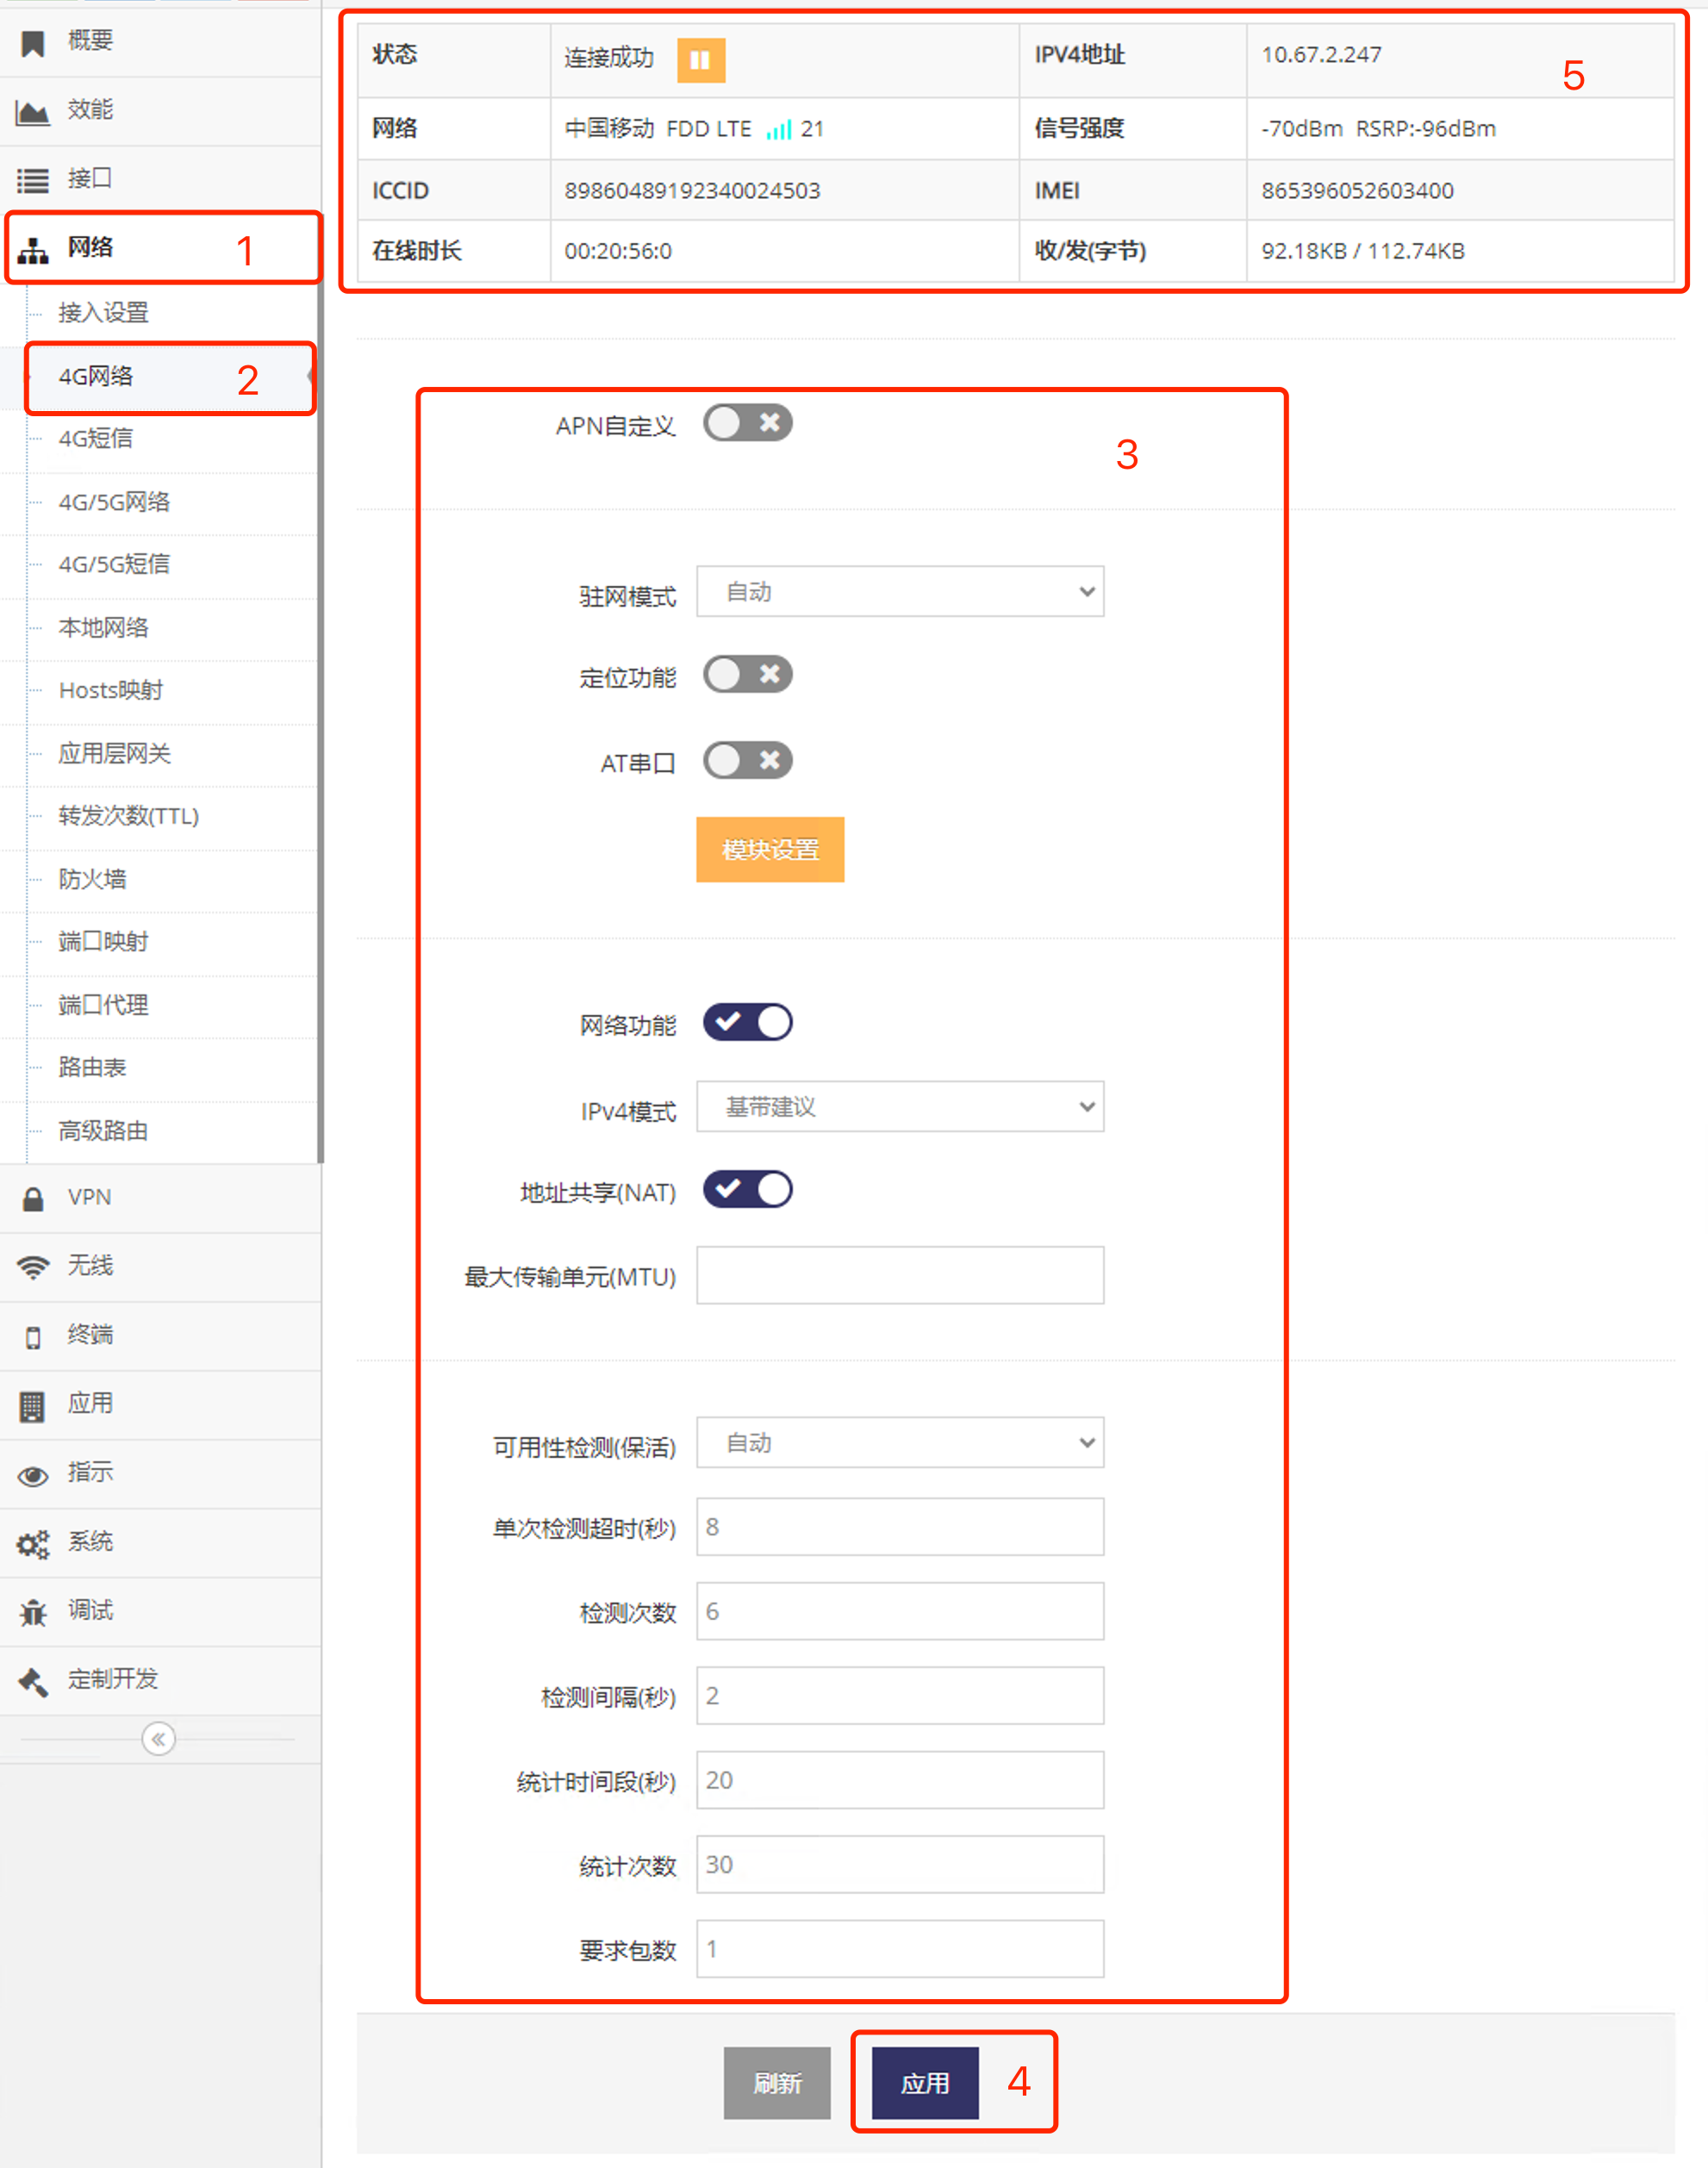 概要
效能
接口
网络 1
接入设置
4G网络 2
4G短信
4G/5G网络
4G/5G短信
本地网络
Hosts映射
应用层网关
转发次数(TTL)
防火墙
端口映射
端口代理
路由表
高级路由
VPN
无线
终端
应用
指示
系统
调试
定制开发
状态 连接成功 IPV4地址 10.67.2.247 5
网络 中国移动 FDD LTE 21 信号强度 -70dBm RSRP:-96dBm
ICCID 89860489192340024503 IMEI 865396052603400
在线时长 00:20:56:0 收/发(字节) 92.18KB / 112.74KB
APN自定义 3
驻网模式 自动
定位功能
AT串口
模块设置
网络功能
IPv4模式 基带建议
地址共享(NAT)
最大传输单元(MTU)
可用性检测(保活) 自动
单次检测超时(秒) 8
检测次数 6
检测间隔(秒) 2
统计时间段(秒) 20
统计次数 30
要求包数 1
刷新 应用 4